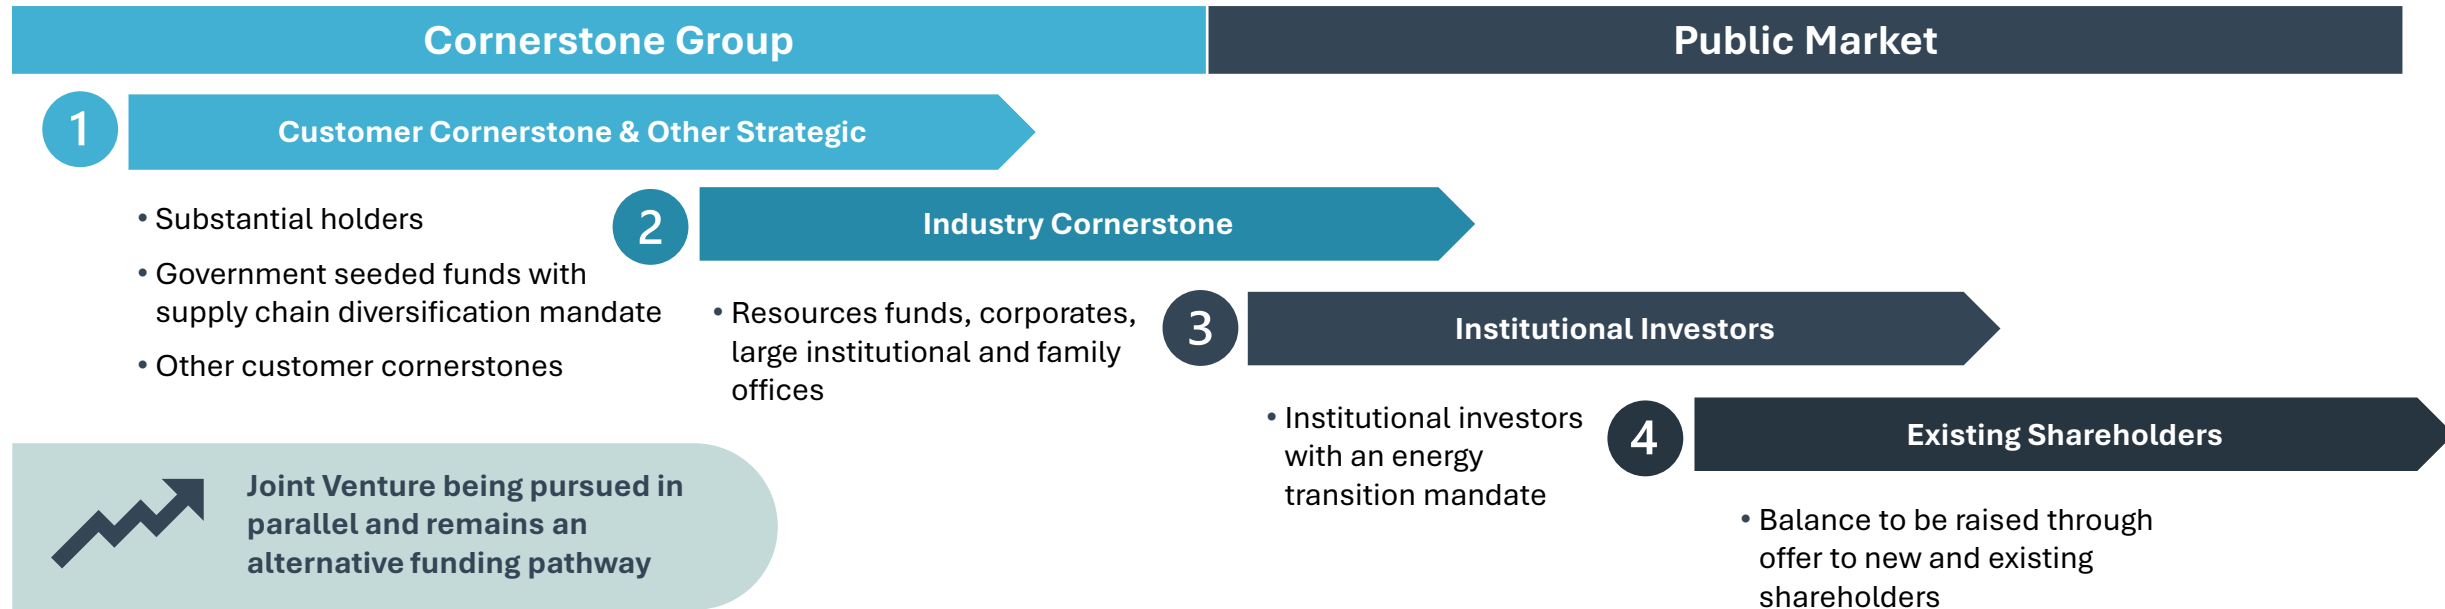 Cornerstone Group
Public Market
1
Customer Cornerstone & Other Strategic
• Substantial holders
• Government seeded funds with
supply chain diversification mandate
• Other customer cornerstones
2
Industry Cornerstone
• Resources funds, corporates,
large institutional and family
offices
3
Institutional Investors
• Institutional investors
with an energy
transition mandate
4
Existing Shareholders
• Balance to be raised through
offer to new and existing
shareholders
Joint Venture being pursued in
parallel and remains an
alternative funding pathway